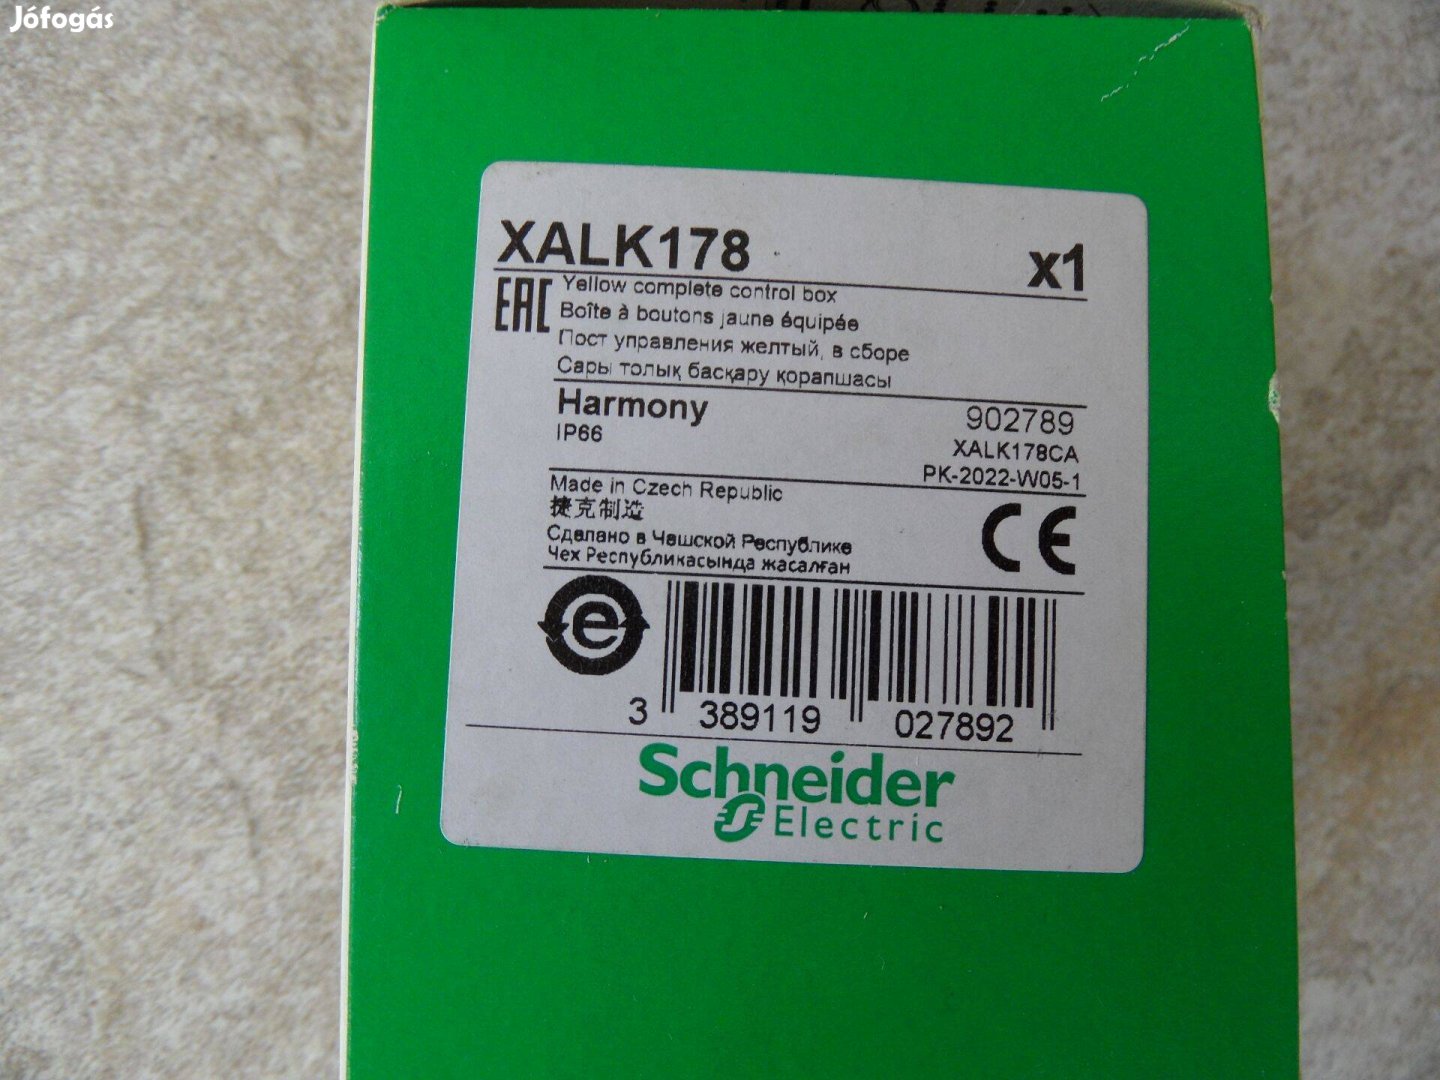 Jófogás
XALK178 x1
EAC
Yellow complete control box
Boîte à boutons jaune équipée
Пост управления желтый, в сборе
Сары толық басқару қорапшасы
Harmony 902789
IP66 XALK178CA
PK-2022-W05-1
Made in Czech Republic
捷克制造
Сделано в Чешской Республике
Чех Республикасында жасалған
CE
e
3 389119 027892
Schneider
Electric